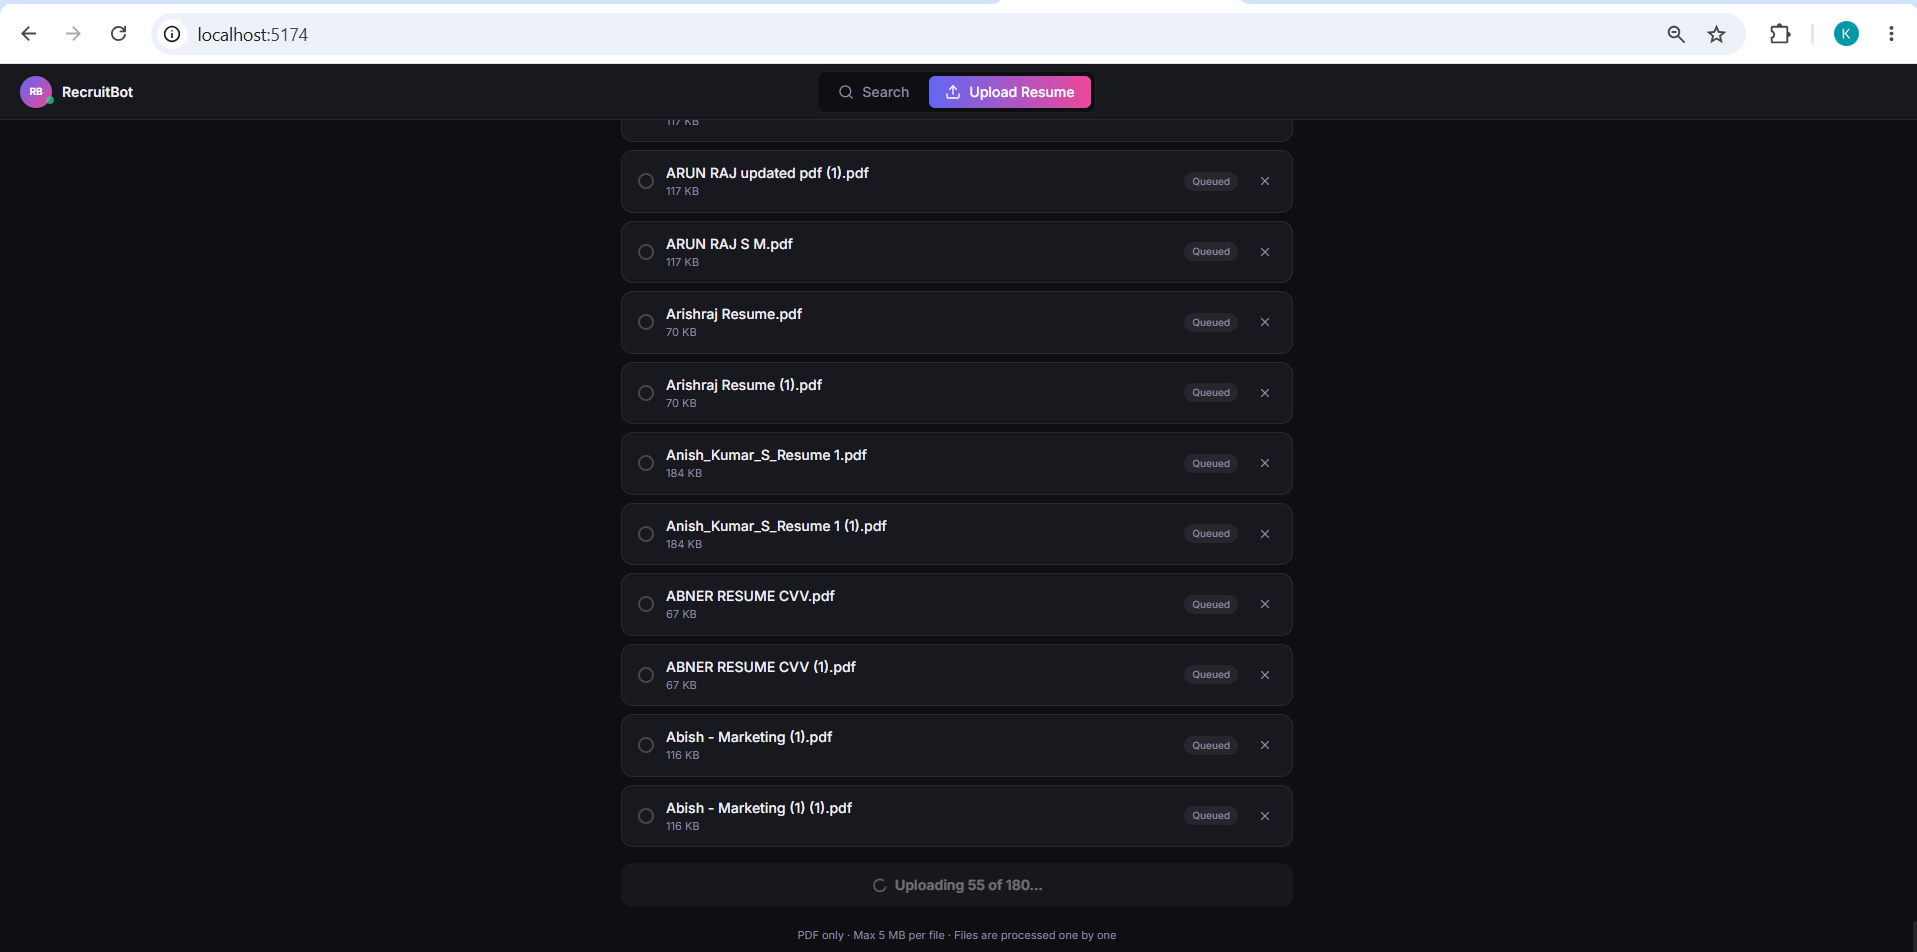 localhost:5174
K
RB
RecruitBot
Search
Upload Resume
117 KB
ARUN RAJ updated pdf (1).pdf
117 KB
Queued
ARUN RAJ S M.pdf
117 KB
Queued
Arishraj Resume.pdf
70 KB
Queued
Arishraj Resume (1).pdf
70 KB
Queued
Anish_Kumar_S_Resume 1.pdf
184 KB
Queued
Anish_Kumar_S_Resume 1 (1).pdf
184 KB
Queued
ABNER RESUME CVV.pdf
67 KB
Queued
ABNER RESUME CVV (1).pdf
67 KB
Queued
Abish - Marketing (1).pdf
116 KB
Queued
Abish - Marketing (1) (1).pdf
116 KB
Queued
Uploading 55 of 180...
PDF only · Max 5 MB per file · Files are processed one by one